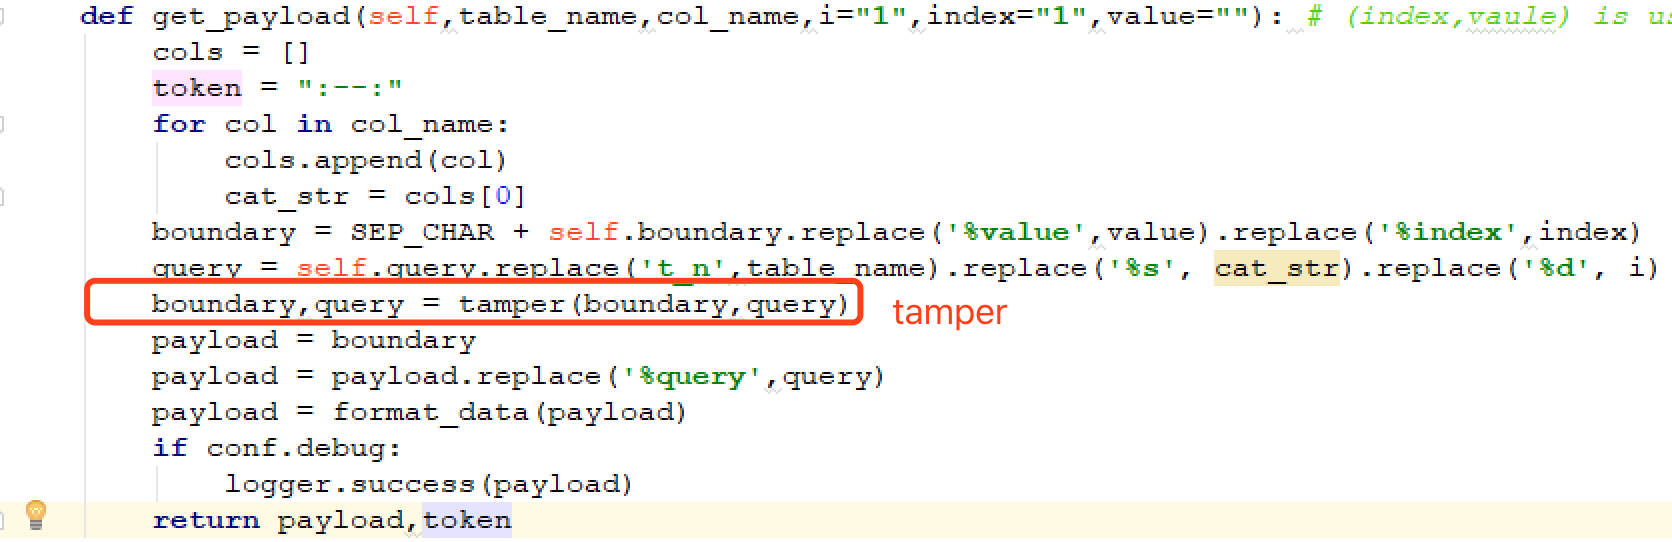 def get_payload(self,table_name,col_name,i="1",index="1",value=""): # (index,vaule) is
cols = []
token = ":--:"
for col in col_name:
cols.append(col)
cat_str = cols[0]
boundary = SEP_CHAR + self.boundary.replace('%value',value).replace('%index',index)
query = self.query.replace('t_n',table_name).replace('%s', cat_str).replace('%d', i)
boundary,query = tamper(boundary,query) tamper
payload = boundary
payload = payload.replace('%query',query)
payload = format_data(payload)
if conf.debug:
logger.success(payload)
return payload,token